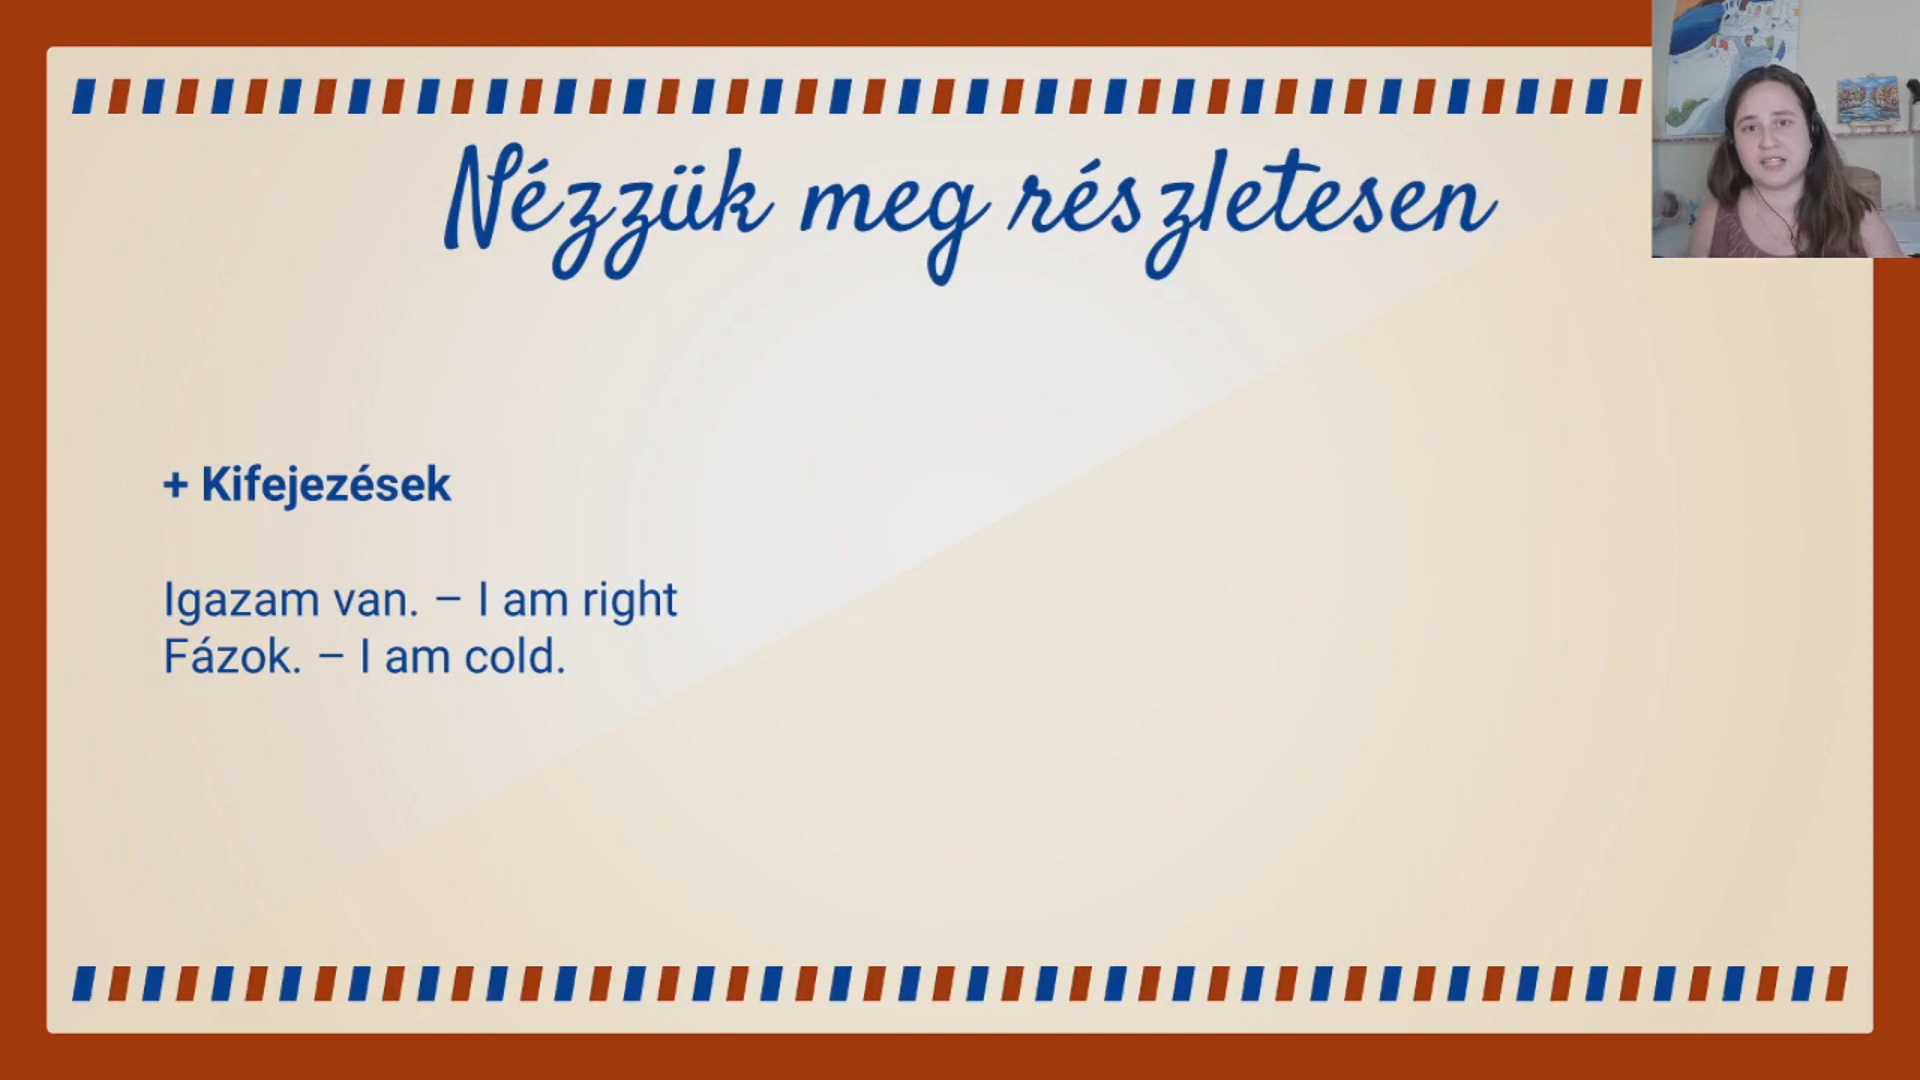 Nézzük meg részletesen
+ Kifejezések
Igazam van. – I am right
Fázok. – I am cold.